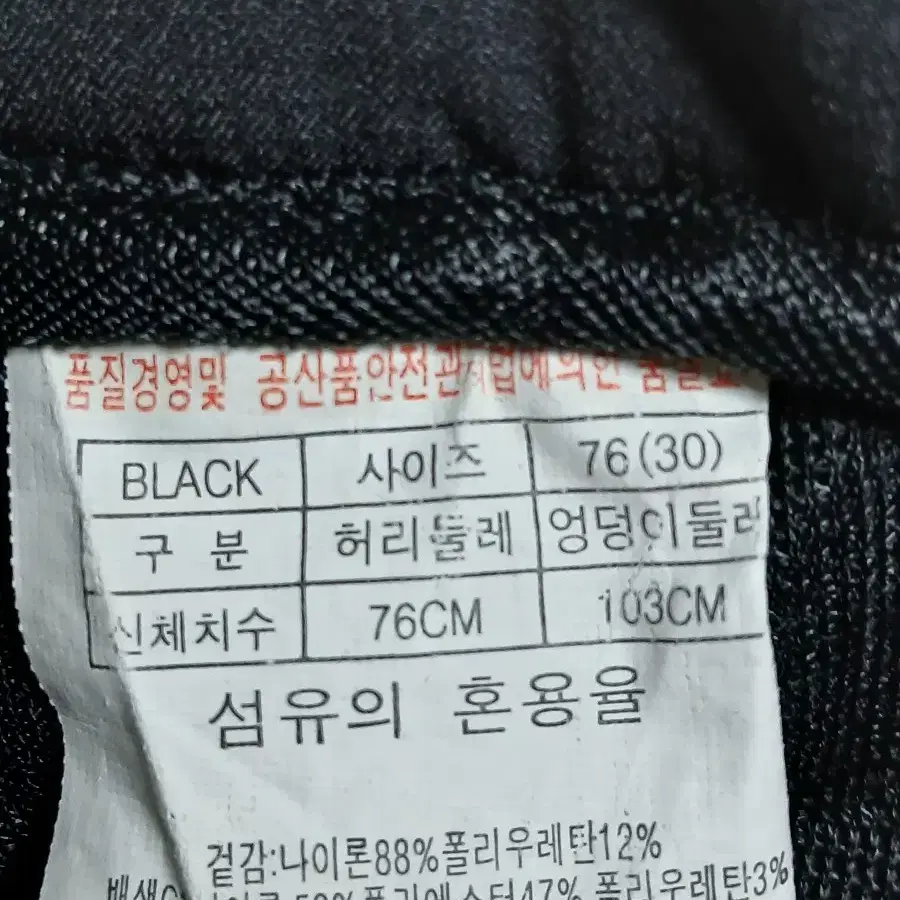 품질경영및 공산품안전관리법에의한 품질표
BLACK 사이즈 76(30)
구 분 허리둘레 엉덩이둘레
신체치수 76CM 103CM
섬유의 혼용율
겉감:나이론88%폴리우레탄12%
50%폴리에스터47% 폴리우레탄3%